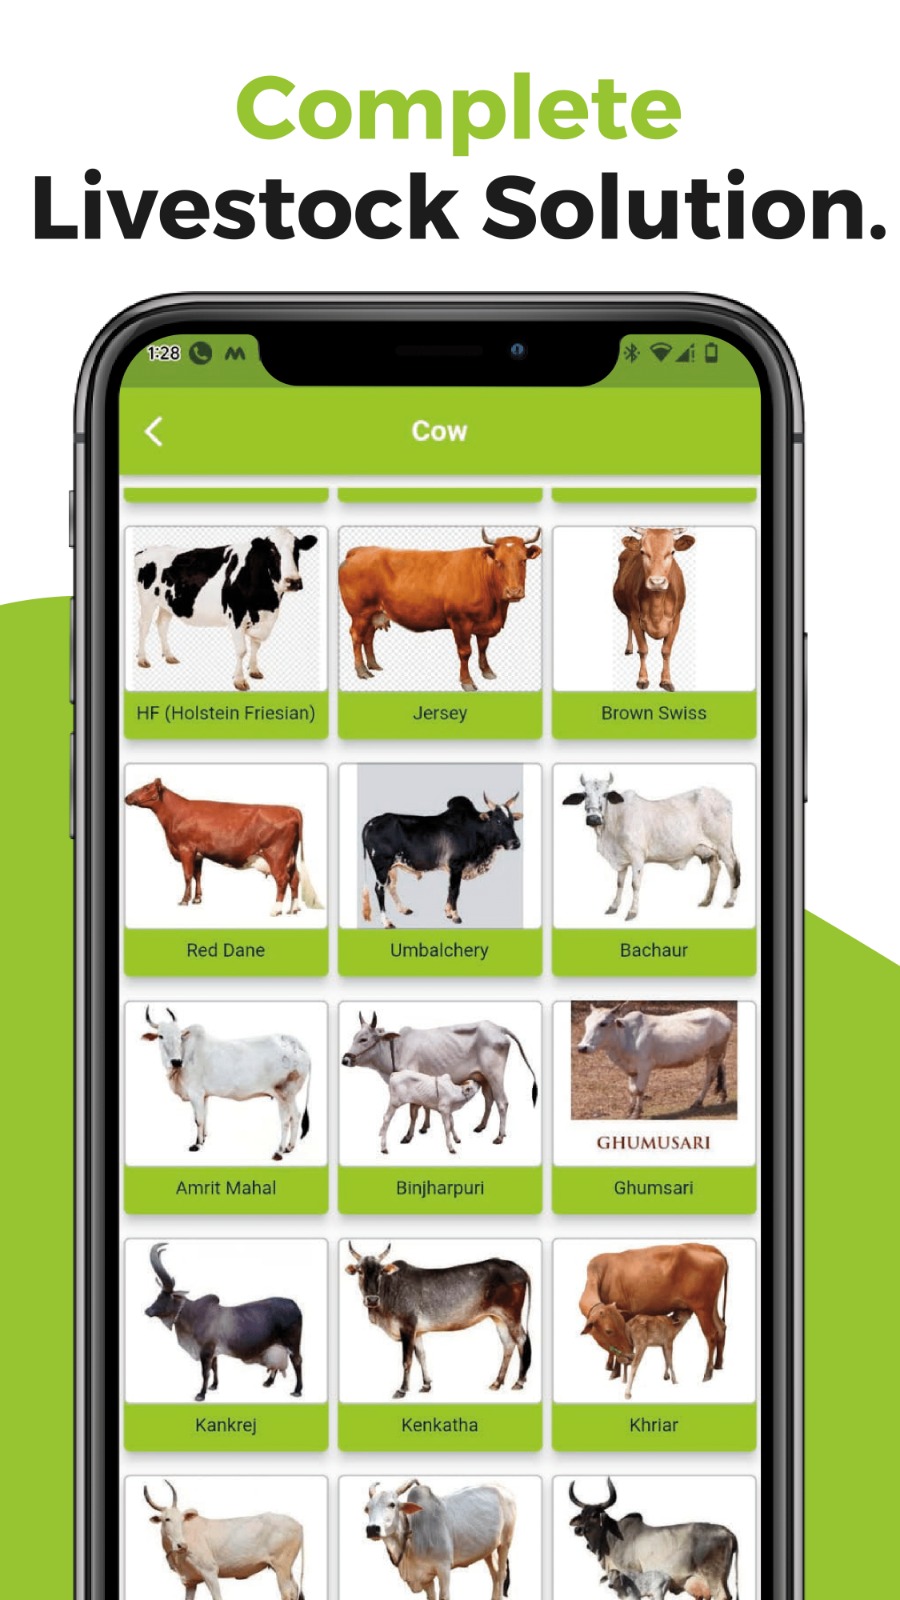 Complete
Livestock Solution.
1:28
Cow
HF (Holstein Friesian)
Jersey
Brown Swiss
Red Dane
Umbalchery
Bachaur
GHUMUSARI
Amrit Mahal
Binjharpuri
Ghumsari
Kankrej
Kenkatha
Khriar